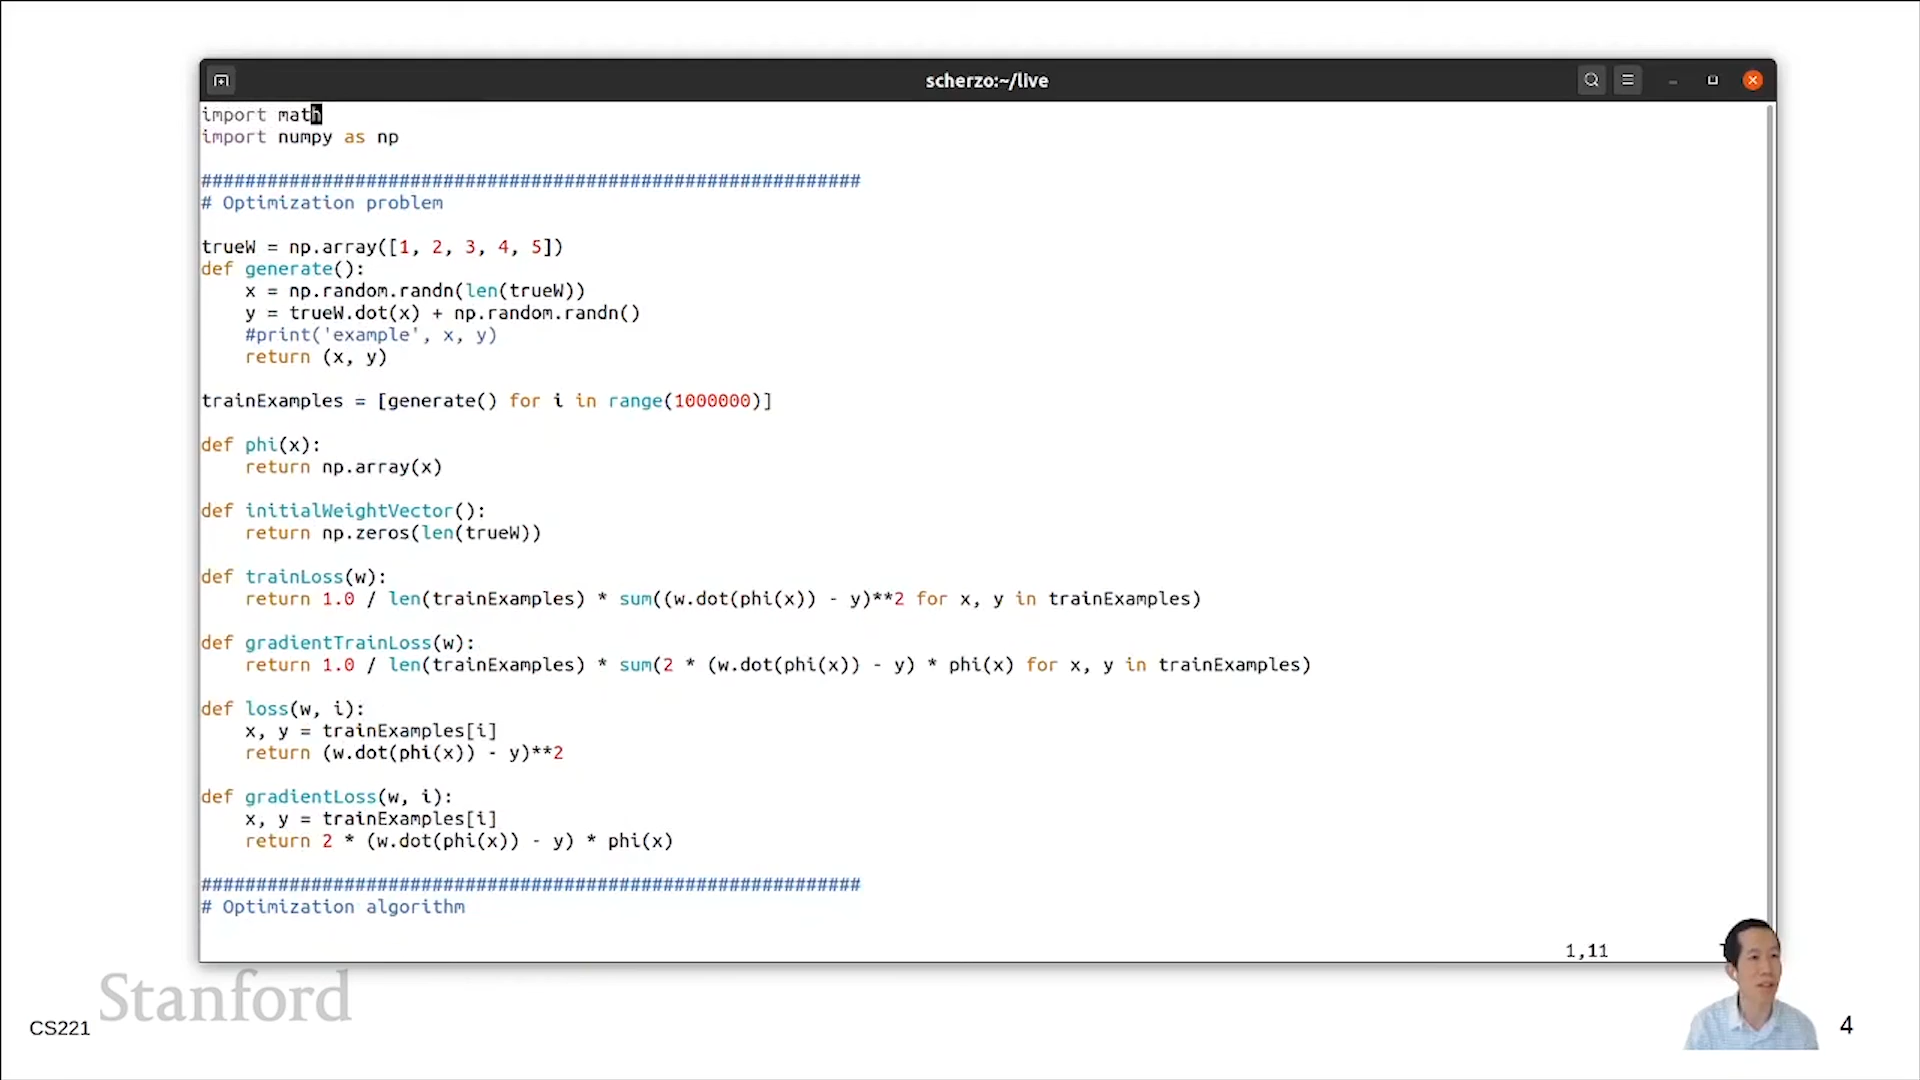 scherzo:~/live
import math
import numpy as np
############################################################
# Optimization problem
trueW = np.array([1, 2, 3, 4, 5])
def generate():
    x = np.random.randn(len(trueW))
    y = trueW.dot(x) + np.random.randn()
    #print('example', x, y)
    return (x, y)
trainExamples = [generate() for i in range(1000000)]
def phi(x):
    return np.array(x)
def initialWeightVector():
    return np.zeros(len(trueW))
def trainLoss(w):
    return 1.0 / len(trainExamples) * sum((w.dot(phi(x)) - y)**2 for x, y in trainExamples)
def gradientTrainLoss(w):
    return 1.0 / len(trainExamples) * sum(2 * (w.dot(phi(x)) - y) * phi(x) for x, y in trainExamples)
def loss(w, i):
    x, y = trainExamples[i]
    return (w.dot(phi(x)) - y)**2
def gradientLoss(w, i):
    x, y = trainExamples[i]
    return 2 * (w.dot(phi(x)) - y) * phi(x)
############################################################
# Optimization algorithm
1,11
Stanford
CS221
4